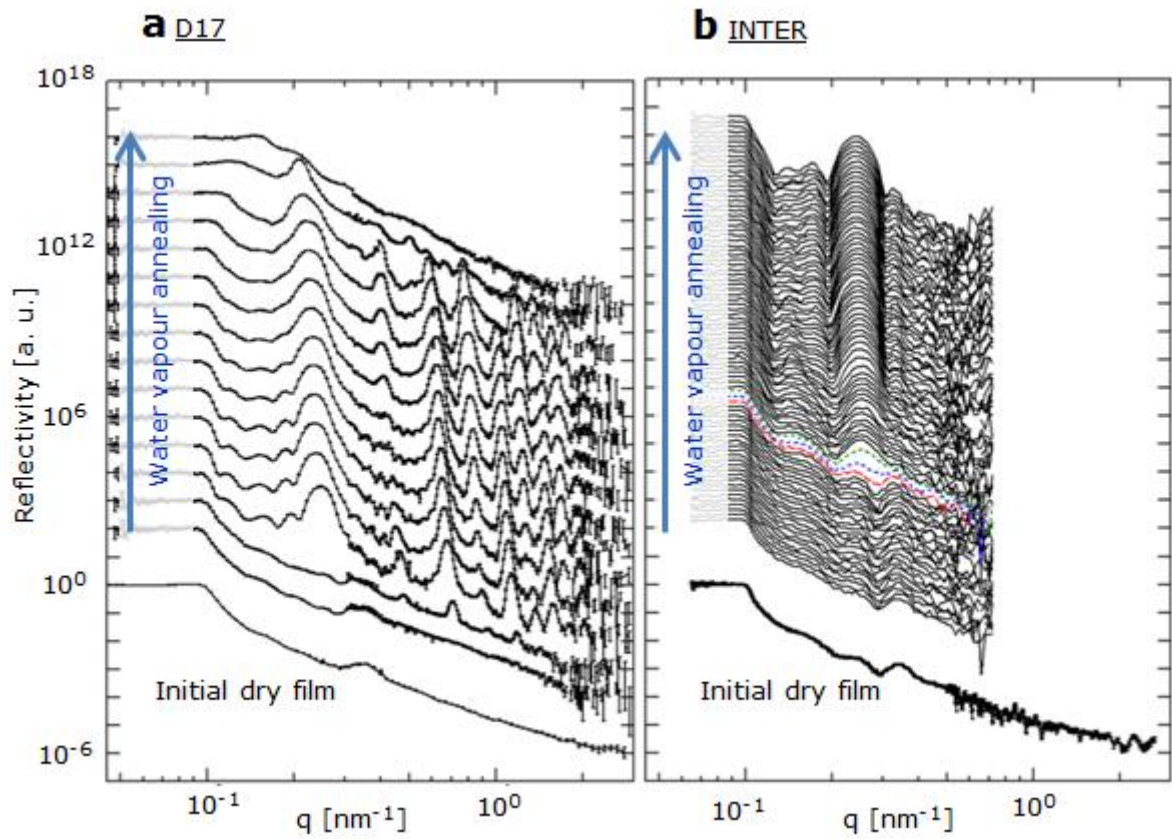 a D17
b INTER
10^18
10^12
10^6
10^0
10^-6
Reflectivity [a. u.]
Water vapour annealing
Water vapour annealing
Initial dry film
Initial dry film
10^-1
10^0
q [nm^-1]
10^-1
10^0
q [nm^-1]